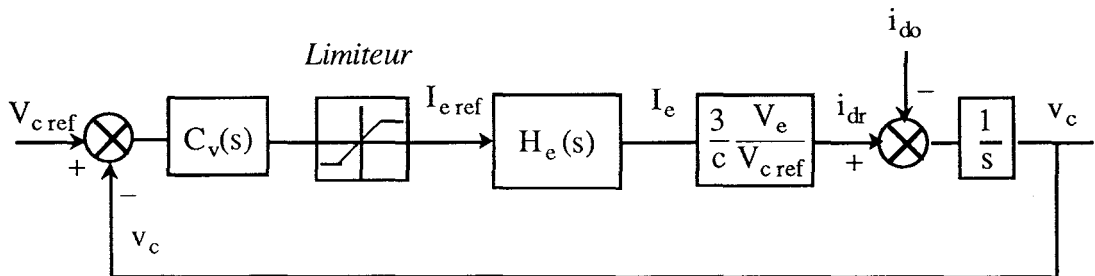 i_do
Limiteur
V_c ref
+
−
C_v(s)
I_e ref
H_e(s)
I_e
3/c V_e/V_c ref
i_dr
+
−
1/s
v_c
v_c